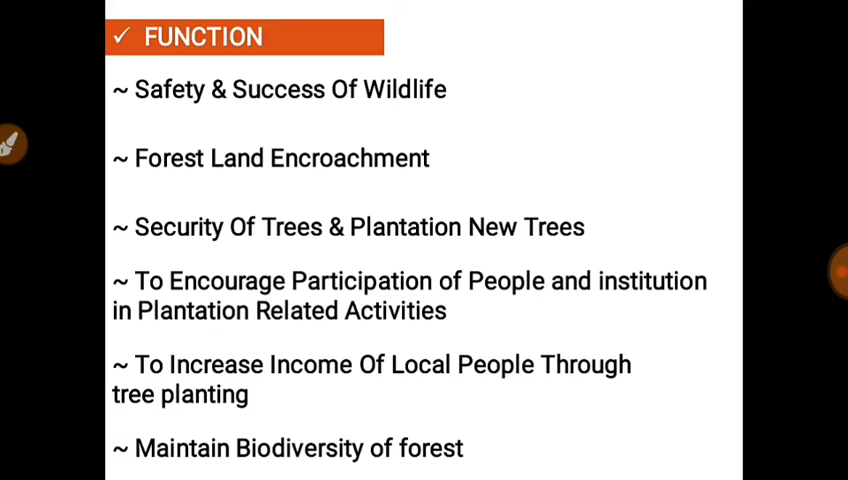 ✓ FUNCTION
~ Safety & Success Of Wildlife
~ Forest Land Encroachment
~ Security Of Trees & Plantation New Trees
~ To Encourage Participation of People and institution
in Plantation Related Activities
~ To Increase Income Of Local People Through
tree planting
~ Maintain Biodiversity of forest